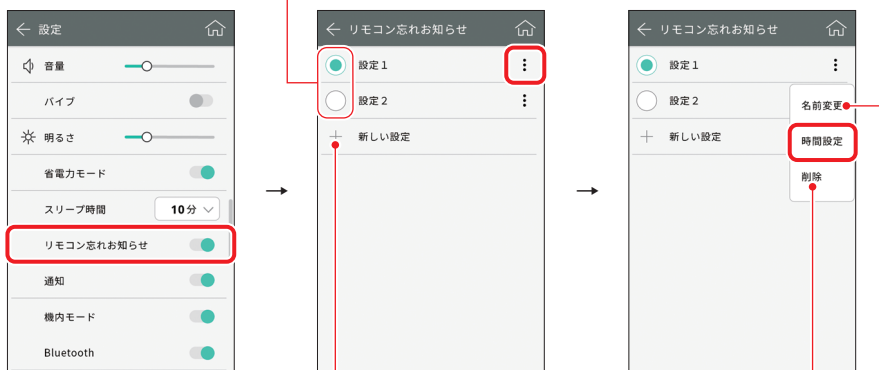 設定
音量
バイブ
明るさ
省電力モード
スリープ時間 10分
リモコン忘れお知らせ
通知
機内モード
Bluetooth
リモコン忘れお知らせ
設定1
設定2
新しい設定
リモコン忘れお知らせ
設定1
設定2
新しい設定
名前変更
時間設定
削除